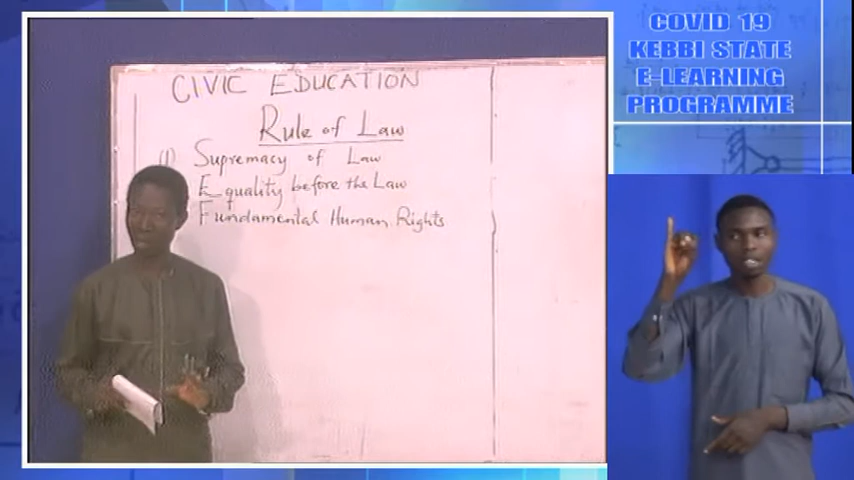 CIVIC EDUCATION
Rule of Law
(1) Supremacy of Law
Equality before the Law
Fundamental Human Rights
COVID 19
KEBBI STATE
E-LEARNING
PROGRAMME